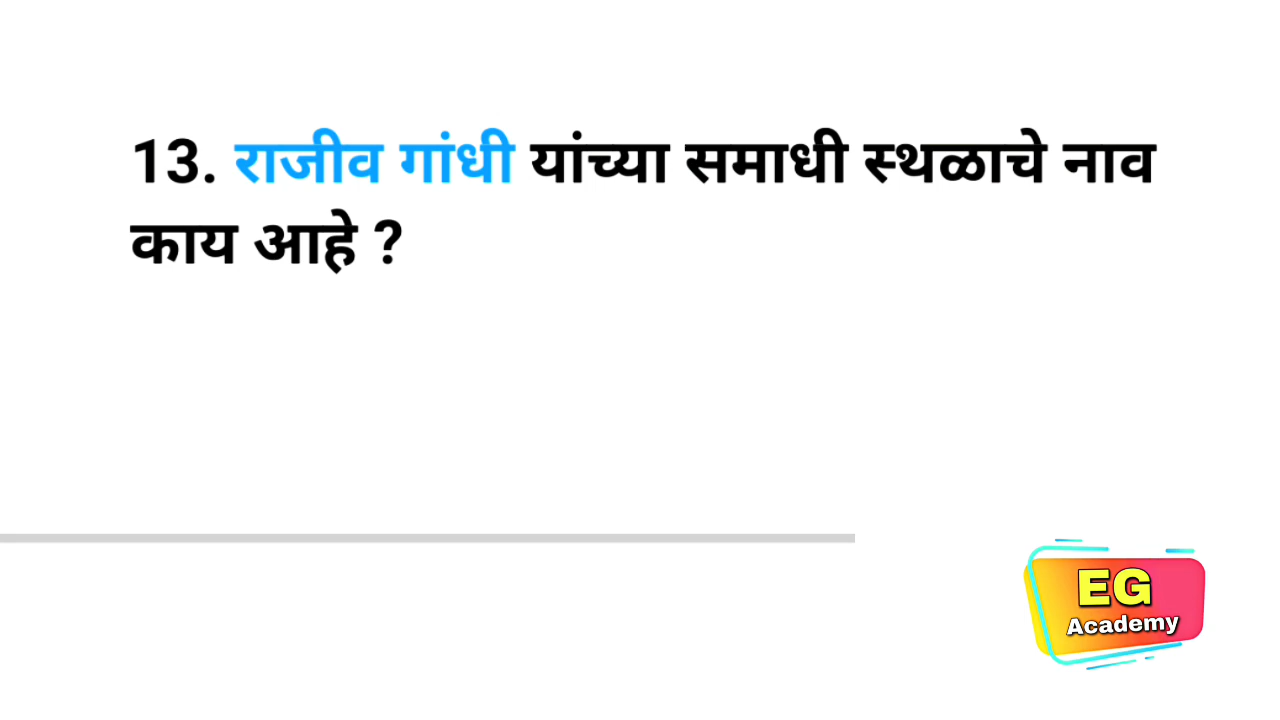 13. राजीव गांधी यांच्या समाधी स्थळाचे नाव
काय आहे ?
EG
Academy